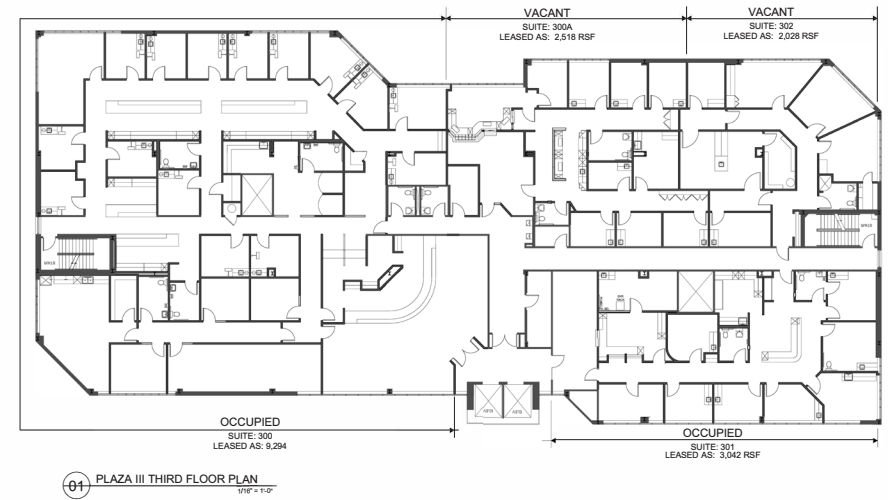 VACANT
SUITE: 300A
LEASED AS: 2,518 RSF
VACANT
SUITE: 302
LEASED AS: 2,028 RSF
OCCUPIED
SUITE: 300
LEASED AS: 9,294
OCCUPIED
SUITE: 301
LEASED AS: 3,042 RSF
01
PLAZA III THIRD FLOOR PLAN
1/16" = 1'-0"